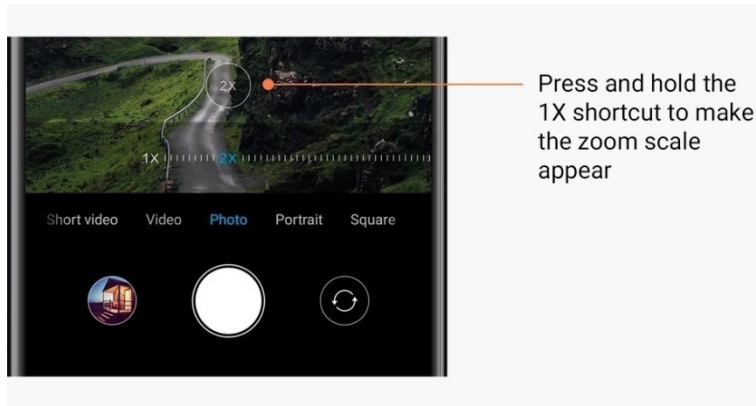 2X
Press and hold the
1X shortcut to make
the zoom scale
appear
1X 2X
Short video Video Photo Portrait Square